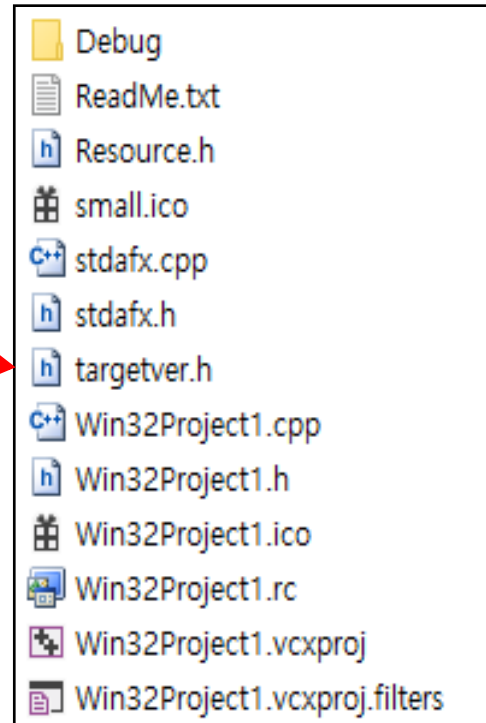 Debug
ReadMe.txt
Resource.h
small.ico
stdafx.cpp
stdafx.h
targetver.h
Win32Project1.cpp
Win32Project1.h
Win32Project1.ico
Win32Project1.rc
Win32Project1.vcxproj
Win32Project1.vcxproj.filters